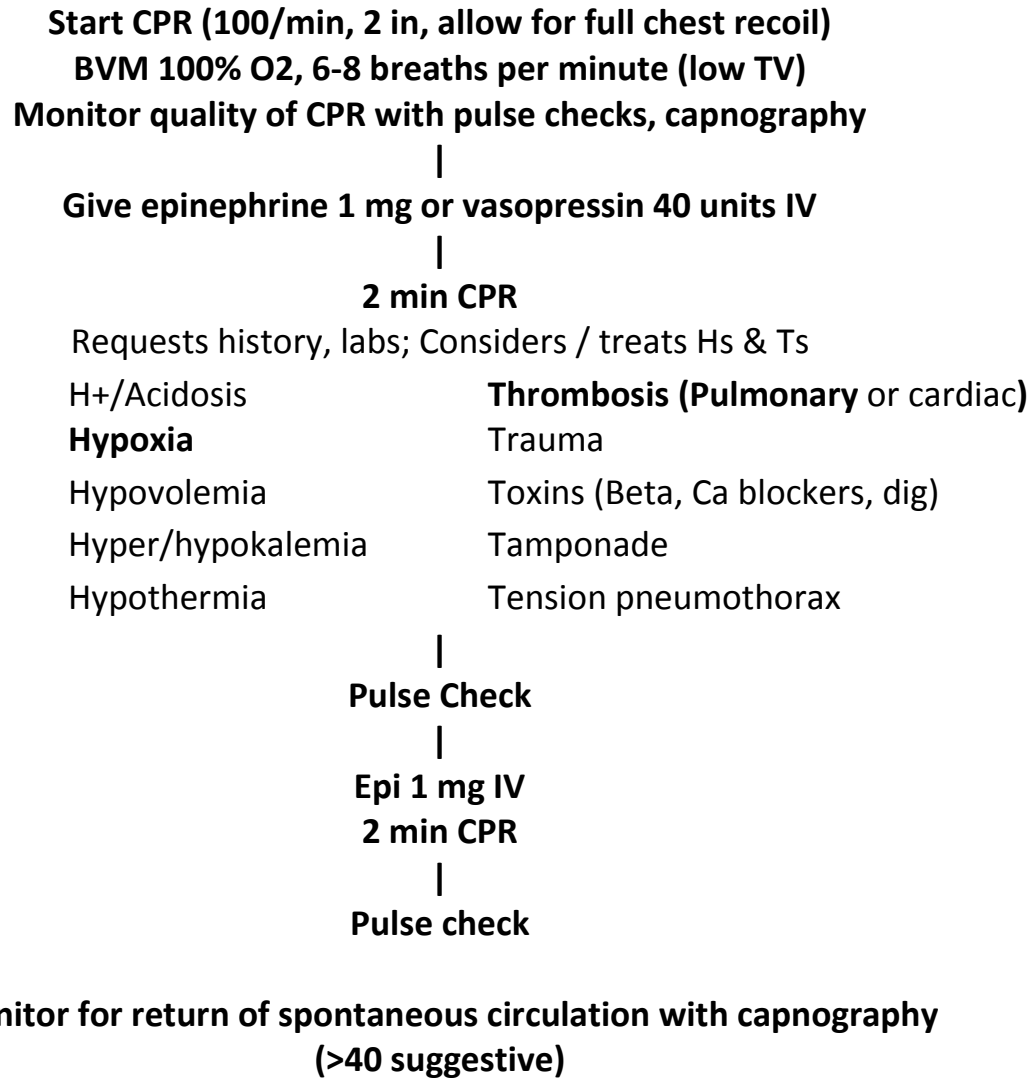 Start CPR (100/min, 2 in, allow for full chest recoil)
BVM 100% O2, 6-8 breaths per minute (low TV)
Monitor quality of CPR with pulse checks, capnography
|
Give epinephrine 1 mg or vasopressin 40 units IV
|
2 min CPR
Requests history, labs; Considers / treats Hs & Ts
H+/Acidosis Thrombosis (Pulmonary or cardiac)
Hypoxia Trauma
Hypovolemia Toxins (Beta, Ca blockers, dig)
Hyper/hypokalemia Tamponade
Hypothermia Tension pneumothorax
|
Pulse Check
|
Epi 1 mg IV
2 min CPR
|
Pulse check
nitor for return of spontaneous circulation with capnography
(>40 suggestive)